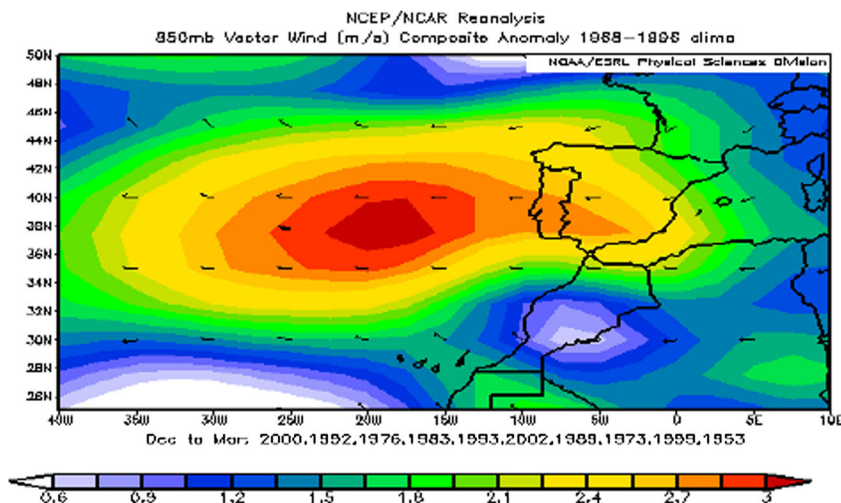 NCEP/NCAR Reanalysis
850mb Vector Wind (m/s) Composite Anomaly 1968-1996 clima
NOAA/ESRL Physical Sciences Division
50N
48N
46N
44N
42N
40N
38N
36N
34N
32N
30N
28N
26N
40W 35W 30W 25W 20W 15W 10W 5W 0 5E 10E
Dec to Mar: 2000,1992,1976,1983,1993,2002,1989,1973,1999,1953
0.6 0.9 1.2 1.5 1.8 2.1 2.4 2.7 3